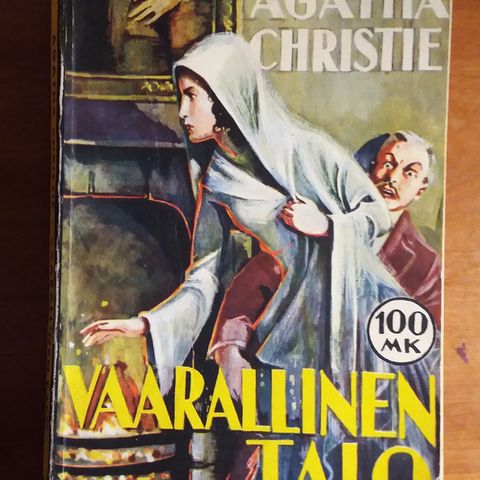 AGATHA
CHRISTIE
100
MK
VAARALLINEN
TALO